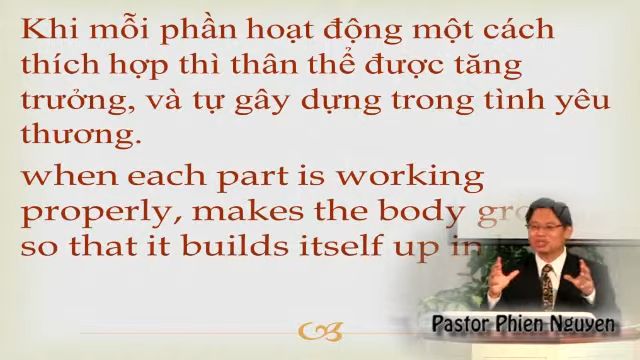 Khi mỗi phần hoạt động một cách
thích hợp thì thân thể được tăng
trưởng, và tự gây dựng trong tình yêu
thương.
when each part is working
properly, makes the body grow
so that it builds itself up in
Pastor Phien Nguyen